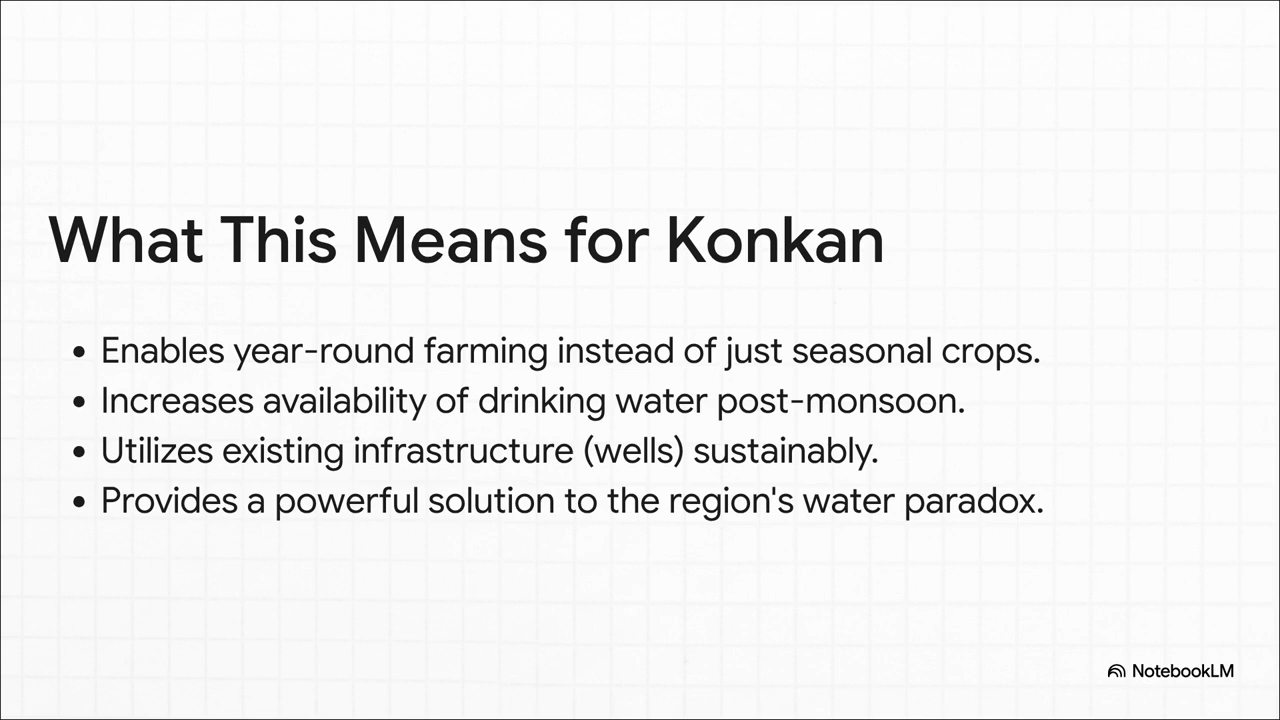 What This Means for Konkan
• Enables year-round farming instead of just seasonal crops.
• Increases availability of drinking water post-monsoon.
• Utilizes existing infrastructure (wells) sustainably.
• Provides a powerful solution to the region's water paradox.
NotebookLM